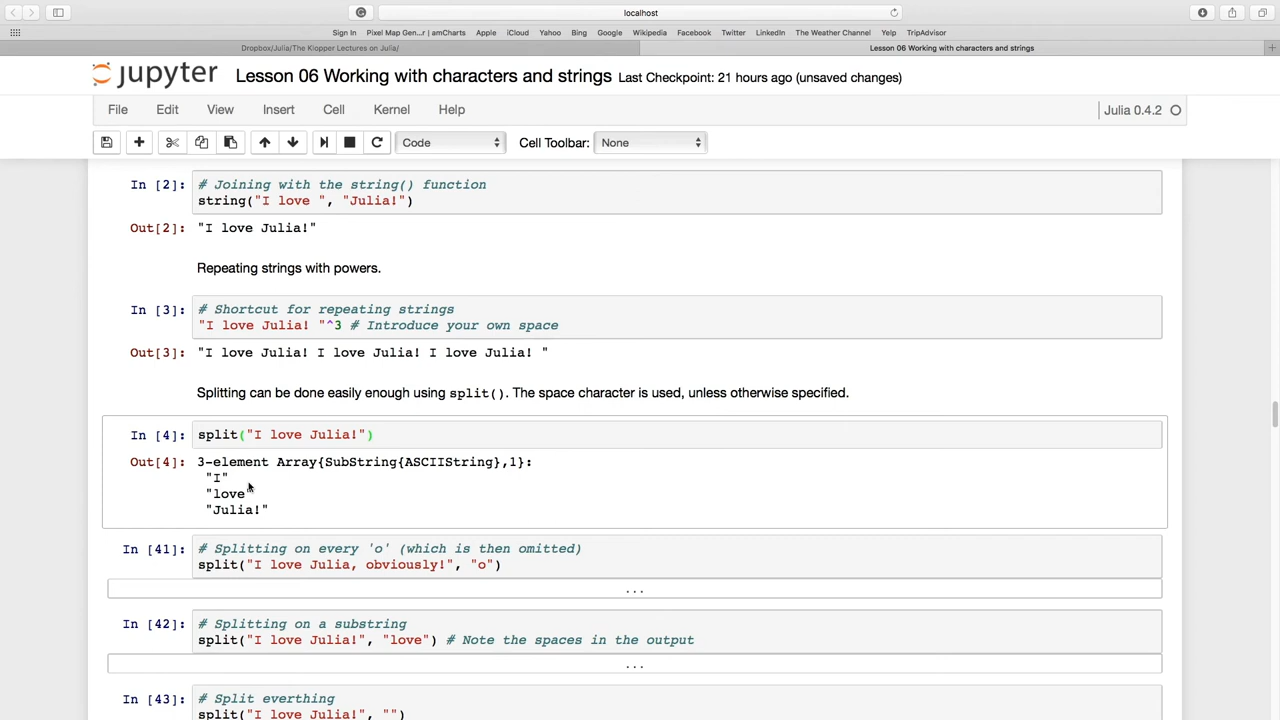 localhost
Sign In Pixel Map Gen...r | amCharts Apple iCloud Yahoo Bing Google Wikipedia Facebook Twitter LinkedIn The Weather Channel Yelp TripAdvisor
Dropbox/Julia/The Klopper Lectures on Julia/ Lesson 06 Working with characters and strings
jupyter Lesson 06 Working with characters and strings Last Checkpoint: 21 hours ago (unsaved changes)
File Edit View Insert Cell Kernel Help Julia 0.4.2
Code Cell Toolbar: None
In [2]: # Joining with the string() function
string("I love ", "Julia!")
Out[2]: "I love Julia!"
Repeating strings with powers.
In [3]: # Shortcut for repeating strings
"I love Julia! "^3 # Introduce your own space
Out[3]: "I love Julia! I love Julia! I love Julia! "
Splitting can be done easily enough using split(). The space character is used, unless otherwise specified.
In [4]: split("I love Julia!")
Out[4]: 3-element Array{SubString{ASCIIString},1}:
"I"
"love"
"Julia!"
In [41]: # Splitting on every 'o' (which is then omitted)
split("I love Julia, obviously!", "o")
...
In [42]: # Splitting on a substring
split("I love Julia!", "love") # Note the spaces in the output
...
In [43]: # Split everthing
split("I love Julia!", "")